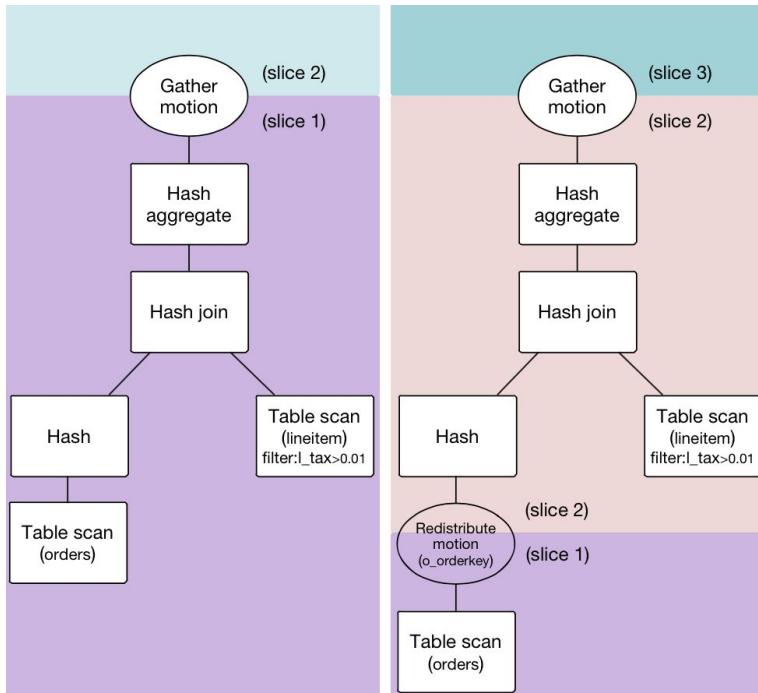 Gather
motion
(slice 2)
(slice 1)
Hash
aggregate
Hash join
Hash
Table scan
(lineitem)
filter:l_tax>0.01
Table scan
(orders)
Gather
motion
(slice 3)
(slice 2)
Hash
aggregate
Hash join
Hash
Table scan
(lineitem)
filter:l_tax>0.01
Redistribute
motion
(o_orderkey)
(slice 2)
(slice 1)
Table scan
(orders)